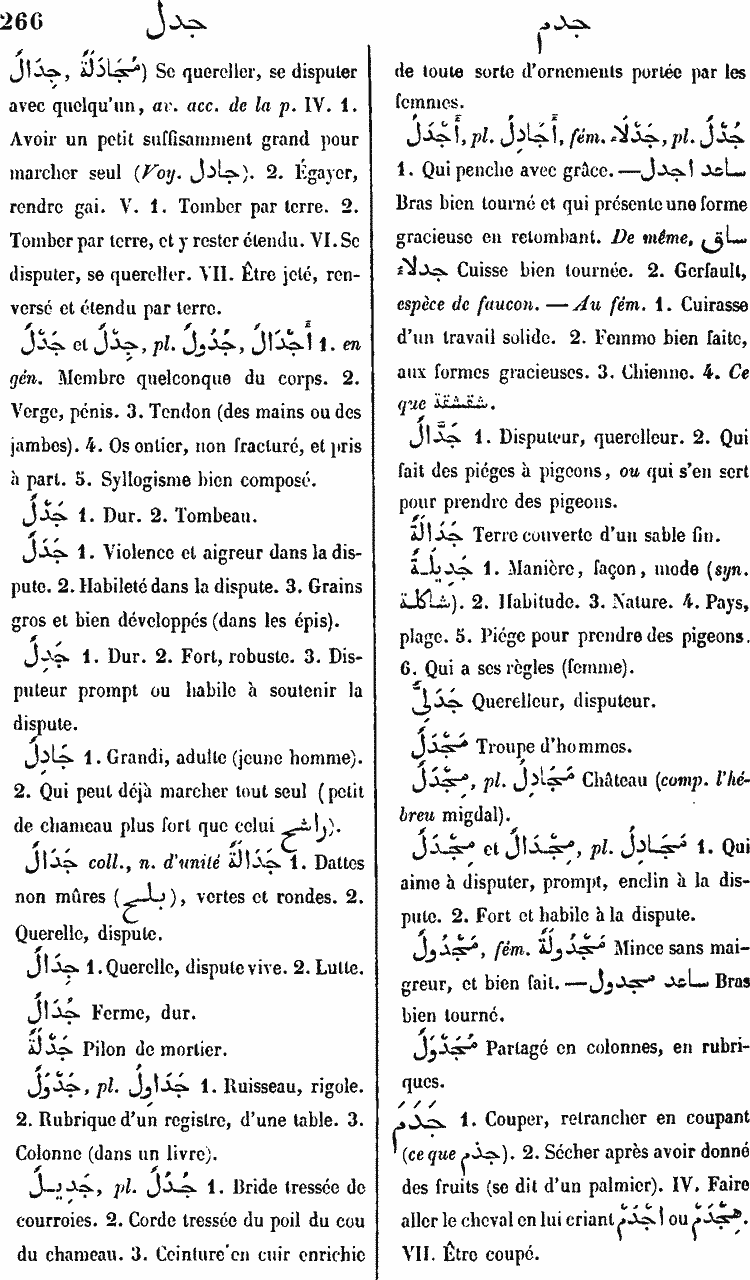 266
جدل
جدم
جِدَالٌ, مُجَادَلَةٌ) Se quereller, se disputer
avec quelqu'un, av. acc. de la p. IV. 1.
Avoir un petit suffisamment grand pour
marcher seul (Voy. جادل). 2. Égayer,
rendre gai. V. 1. Tomber par terre. 2.
Tomber par terre, et y rester étendu. VI. Se
disputer, se quereller. VII. Être jeté, ren-
versé et étendu par terre.
جَدْلٌ et جِدْلٌ, pl. جُدُولٌ, أَجْدَالٌ 1. en
gén. Membre quelconque du corps. 2.
Verge, pénis. 3. Tendon (des mains ou des
jambes). 4. Os entier, non fracturé, et pris
à part. 5. Syllogisme bien composé.
جَدْلٌ 1. Dur. 2. Tombeau.
جَدَلٌ 1. Violence et aigreur dans la dis-
pute. 2. Habileté dans la dispute. 3. Grains
gros et bien développés (dans les épis).
جَدِلٌ 1. Dur. 2. Fort, robuste. 3. Dis-
puteur prompt ou habile à soutenir la
dispute.
جَادِلٌ 1. Grandi, adulte (jeune homme).
2. Qui peut déjà marcher tout seul (petit
de chameau plus fort que celui راشح).
جَدَالٌ coll., n. d'unité جَدَالَةٌ 1. Dattes
non mûres (بلح), vertes et rondes. 2.
Querelle, dispute.
جِدَالٌ 1. Querelle, dispute vive. 2. Lutte.
جُدَالٌ Ferme, dur.
جَدْلَةٌ Pilon de mortier.
جَدْوَلٌ, pl. جَدَاوِلٌ 1. Ruisseau, rigole.
2. Rubrique d'un registre, d'une table. 3.
Colonne (dans un livre).
جَدِيلٌ, pl. جُدُلٌ 1. Bride tressée de
courroies. 2. Corde tressée du poil du cou
du chameau. 3. Ceinture en cuir enrichie
de toute sorte d'ornements portée par les
femmes.
أَجْدَلٌ, pl. أَجَادِلٌ, fém. جَدْلَآءُ, pl. جُدْلٌ
1. Qui penche avec grâce. — ساعد اجدل
Bras bien tourné et qui présente une forme
gracieuse en retombant. De même, ساق
جدلاء Cuisse bien tournée. 2. Gerfault,
espèce de faucon. — Au fém. 1. Cuirasse
d'un travail solide. 2. Femme bien faite,
aux formes gracieuses. 3. Chienne. 4. Ce
que شقشقة.
جَدَّالٌ 1. Disputeur, querelleur. 2. Qui
fait des piéges à pigeons, ou qui s'en sert
pour prendre des pigeons.
جَدَالَةٌ Terre couverte d'un sable fin.
جَدِيلَةٌ 1. Manière, façon, mode (syn.
شاكلة). 2. Habitude. 3. Nature. 4. Pays,
plage. 5. Piége pour prendre des pigeons.
6. Qui a ses règles (femme).
جَدَلِىٌّ Querelleur, disputeur.
مَجْدَلٌ Troupe d'hommes.
مِجْدَلٌ, pl. مَجَادِلُ Château (comp. l'hé-
breu migdal).
مِجْدَلٌ et مِجْدَالٌ, pl. مَجَادِلٌ 1. Qui
aime à disputer, prompt, enclin à la dis-
pute. 2. Fort et habile à la dispute.
مَجْدُولٌ, fém. مَجْدُولَةٌ Mince sans mai-
greur, et bien fait. — ساعد مجدول Bras
bien tourné.
مُجَدْوَلٌ Partagé en colonnes, en rubri-
ques.
جَدَمَ 1. Couper, retrancher en coupant
(ce que جذم). 2. Sécher après avoir donné
des fruits (se dit d'un palmier). IV. Faire
aller le cheval en lui criant اجْدَمْ ou هِجْدَمْ.
VII. Être coupé.